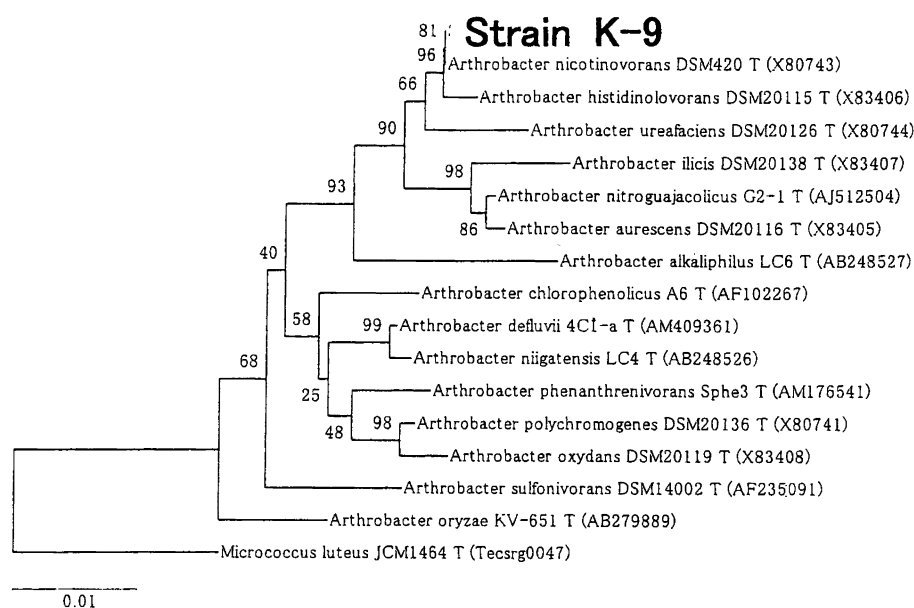 81 Strain K-9
96
Arthrobacter nicotinovorans DSM420 T (X80743)
66
Arthrobacter histidinolovorans DSM20115 T (X83406)
90
Arthrobacter ureafaciens DSM20126 T (X80744)
98 Arthrobacter ilicis DSM20138 T (X83407)
93
Arthrobacter nitroguajacolicus G2-1 T (AJ512504)
86 Arthrobacter aurescens DSM20116 T (X83405)
40
Arthrobacter alkaliphilus LC6 T (AB248527)
Arthrobacter chlorophenolicus A6 T (AF102267)
58
99 Arthrobacter defluvii 4C1-a T (AM409361)
Arthrobacter niigatensis LC4 T (AB248526)
68
25 Arthrobacter phenanthrenivorans Sphe3 T (AM176541)
98 Arthrobacter polychromogenes DSM20136 T (X80741)
48
Arthrobacter oxydans DSM20119 T (X83408)
Arthrobacter sulfonivorans DSM14002 T (AF235091)
Arthrobacter oryzae KV-651 T (AB279889)
Micrococcus luteus JCM1464 T (Tecsrg0047)
0.01